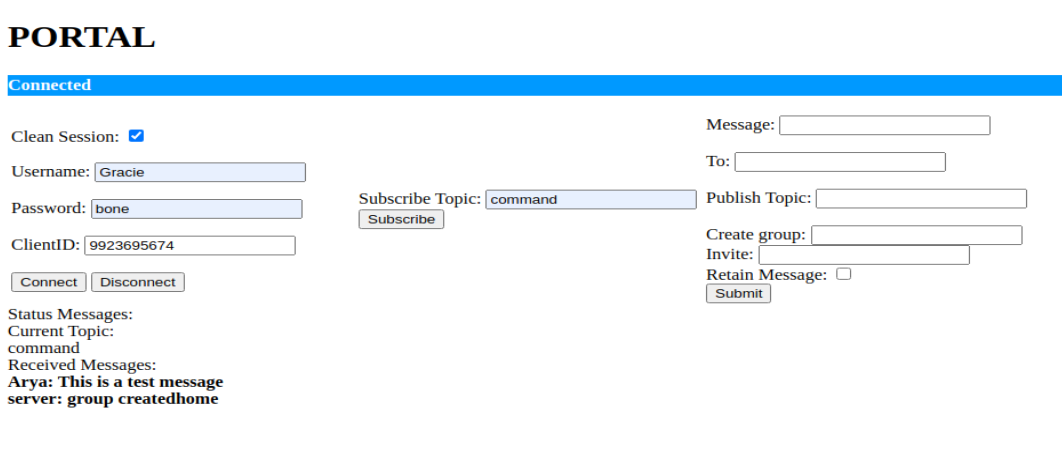 PORTAL
Connected
Clean Session:
Username: Gracie
Password: bone
ClientID: 9923695674
Connect Disconnect
Subscribe Topic: command
Subscribe
Message:
To:
Publish Topic:
Create group:
Invite:
Retain Message:
Submit
Status Messages:
Current Topic:
command
Received Messages:
Arya: This is a test message
server: group createdhome